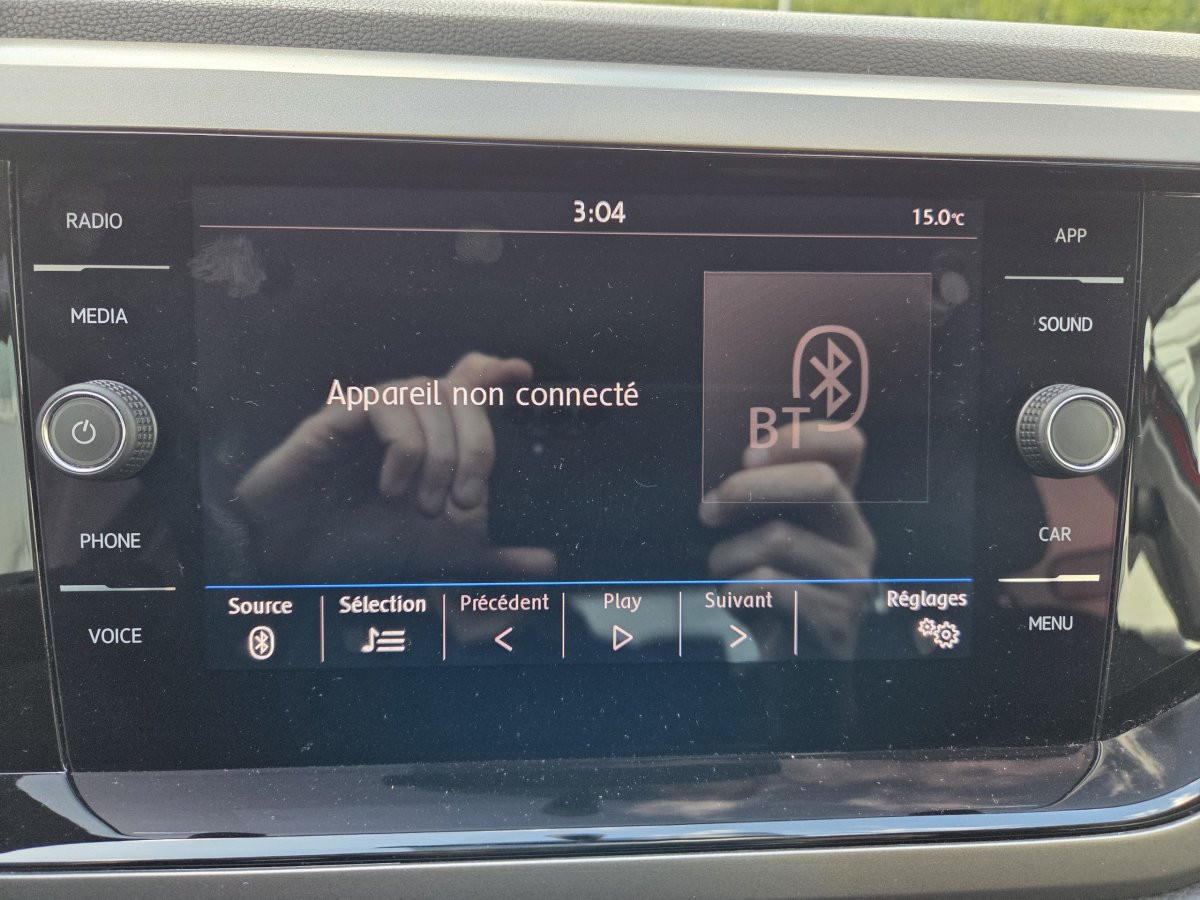 3:04
15.0°C
RADIO
MEDIA
PHONE
VOICE
APP
SOUND
CAR
MENU
Appareil non connecté
BT
Source
Sélection
Précédent
Play
Suivant
Réglages